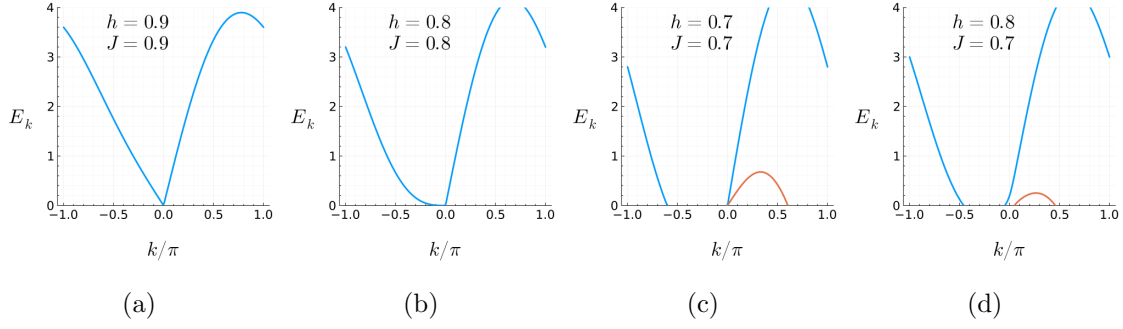 h = 0.9
J = 0.9
E_k
4
3
2
1
0
−1.0 −0.5 0.0 0.5 1.0
k/π
(a)
h = 0.8
J = 0.8
E_k
4
3
2
1
0
−1.0 −0.5 0.0 0.5 1.0
k/π
(b)
h = 0.7
J = 0.7
E_k
4
3
2
1
0
−1.0 −0.5 0.0 0.5 1.0
k/π
(c)
h = 0.8
J = 0.7
E_k
4
3
2
1
0
−1.0 −0.5 0.0 0.5 1.0
k/π
(d)